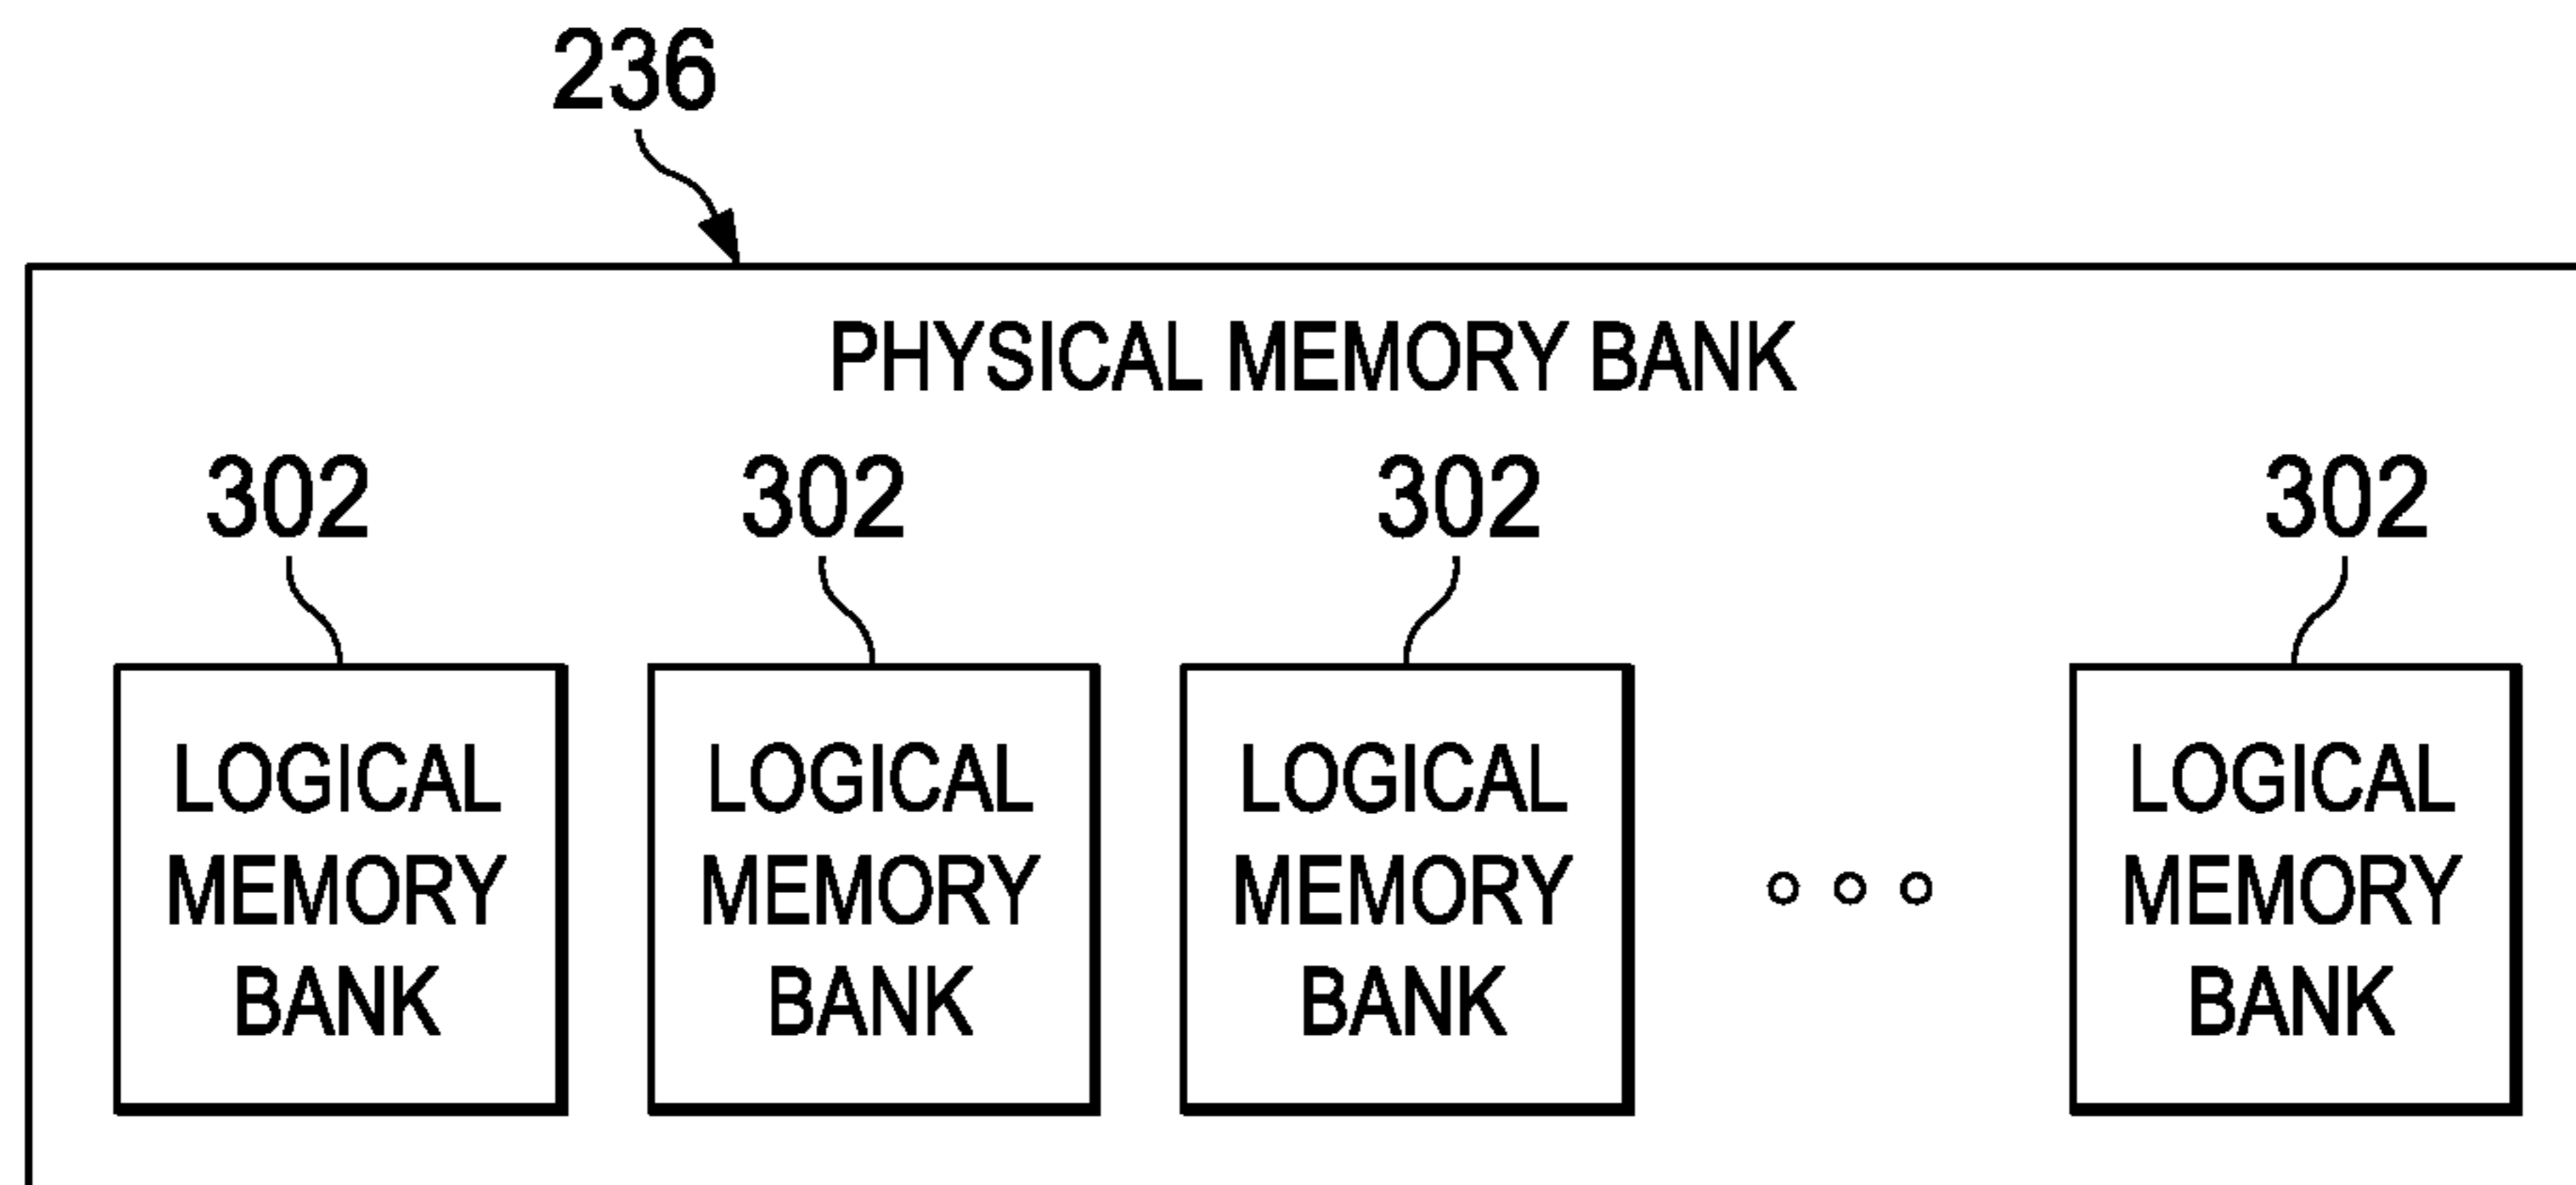 236
PHYSICAL MEMORY BANK
302 302 302 302
LOGICAL LOGICAL LOGICAL LOGICAL
MEMORY MEMORY MEMORY MEMORY
BANK BANK BANK BANK